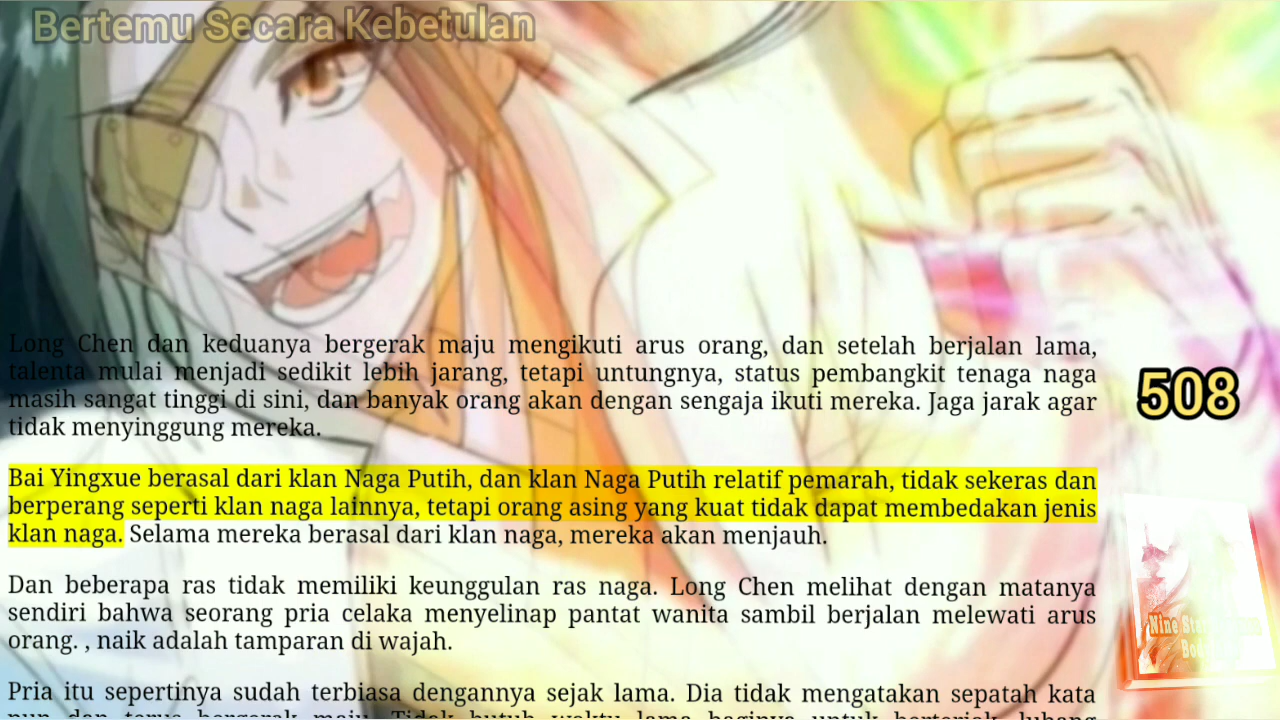 Bertemu Secara Kebetulan
Long Chen dan keduanya bergerak maju mengikuti arus orang, dan setelah berjalan lama,
talenta mulai menjadi sedikit lebih jarang, tetapi untungnya, status pembangkit tenaga naga
masih sangat tinggi di sini, dan banyak orang akan dengan sengaja ikuti mereka. Jaga jarak agar
tidak menyinggung mereka.
508
Bai Yingxue berasal dari klan Naga Putih, dan klan Naga Putih relatif pemarah, tidak sekeras dan
berperang seperti klan naga lainnya, tetapi orang asing yang kuat tidak dapat membedakan jenis
klan naga. Selama mereka berasal dari klan naga, mereka akan menjauh.
Dan beberapa ras tidak memiliki keunggulan ras naga. Long Chen melihat dengan matanya
sendiri bahwa seorang pria celaka menyelinap pantat wanita sambil berjalan melewati arus
orang. , naik adalah tamparan di wajah.
Nine
Pria itu sepertinya sudah terbiasa dengannya sejak lama. Dia tidak mengatakan sepatah kata